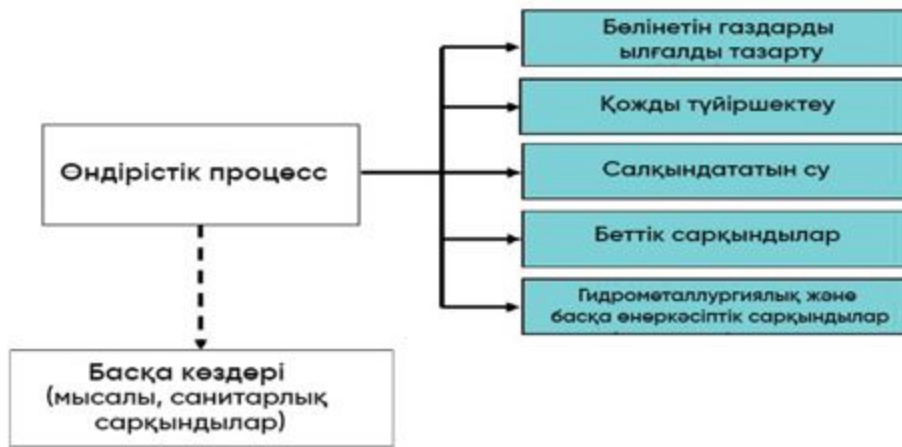 Бөлінетін газдарды
ылғалды тазарту
Қожды түйіршектеу
Өндірістік процесс
Салқындататын су
Беттік сарқындылар
Гидрометаллургиялық және
басқа өнеркәсіптік сарқындылар
Басқа көздері
(мысалы, санитарлық
сарқындылар)